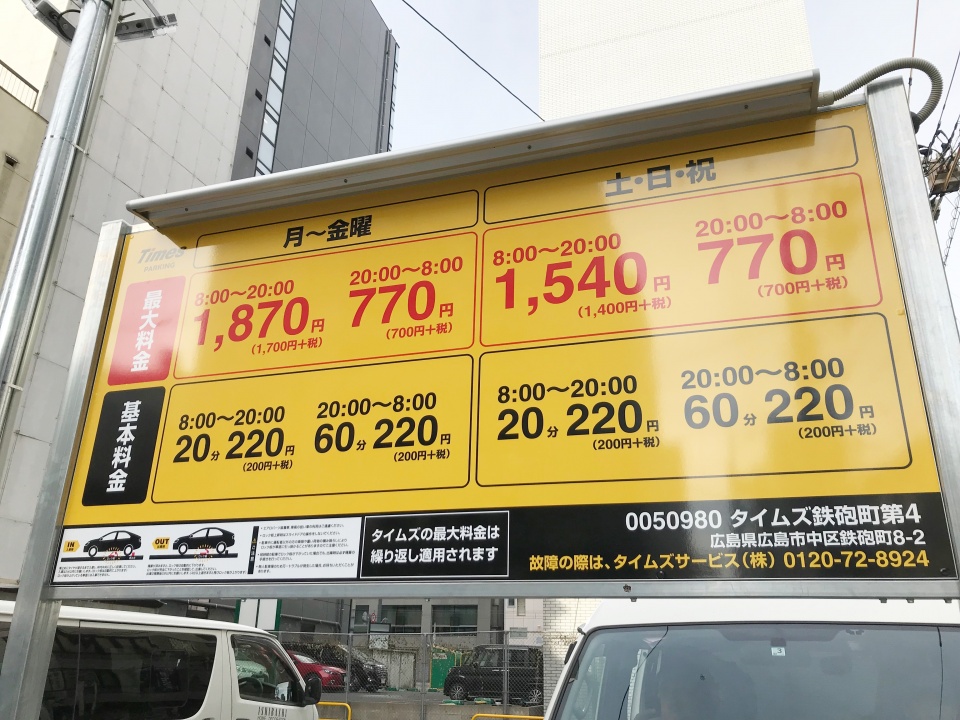 Times
PARKING
月～金曜
土・日・祝
最大料金
8:00～20:00
1,870円
(1,700円+税)
20:00～8:00
770円
(700円+税)
8:00～20:00
1,540円
(1,400円+税)
20:00～8:00
770円
(700円+税)
基本料金
8:00～20:00
20分 220円
(200円+税)
20:00～8:00
60分 220円
(200円+税)
8:00～20:00
20分 220円
(200円+税)
20:00～8:00
60分 220円
(200円+税)
IN
OUT
タイムズの最大料金は
繰り返し適用されます
0050980 タイムズ鉄砲町第4
広島県広島市中区鉄砲町8-2
故障の際は、タイムズサービス(株) 0120-72-8924